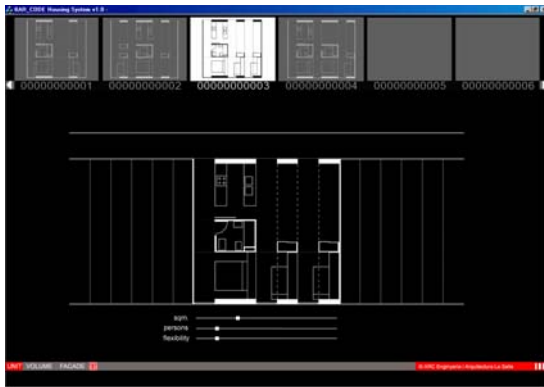 BAR_CODE Housing System v1.0 :
00000000001 00000000002 00000000003 00000000004 00000000005 00000000006
sqm.
persons
flexibility
UNIT VOLUME FACADE
© ARC Enginyeria i Arquitectura La Salle